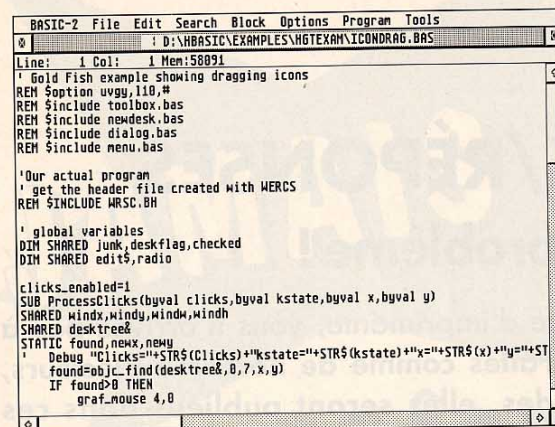 BASIC-2 File Edit Search Block Options Program Tools
D:\HBASIC\EXAMPLES\HGTEXAM\ICONDRAG.BAS
Line: 1 Col: 1 Mem:58091
' Gold Fish example showing dragging icons
REM $option uvgy,l10,#
REM $include toolbox.bas
REM $include newdesk.bas
REM $include dialog.bas
REM $include menu.bas
'Our actual program
' get the header file created with WERCS
REM $INCLUDE WRSC.BH
' global variables
DIM SHARED junk,deskflag,checked
DIM SHARED edit$,radio
clicks_enabled=1
SUB ProcessClicks(byval clicks,byval kstate,byval x,byval y)
SHARED windx,windy,windw,windh
SHARED desktree&
STATIC found,newx,newy
' Debug "Clicks="+STR$(Clicks)+"kstate="+STR$(kstate)+"x="+STR$(x)+"y="+ST
found=objc_find(desktree&,0,7,x,y)
IF found>0 THEN
graf_mouse 4,0